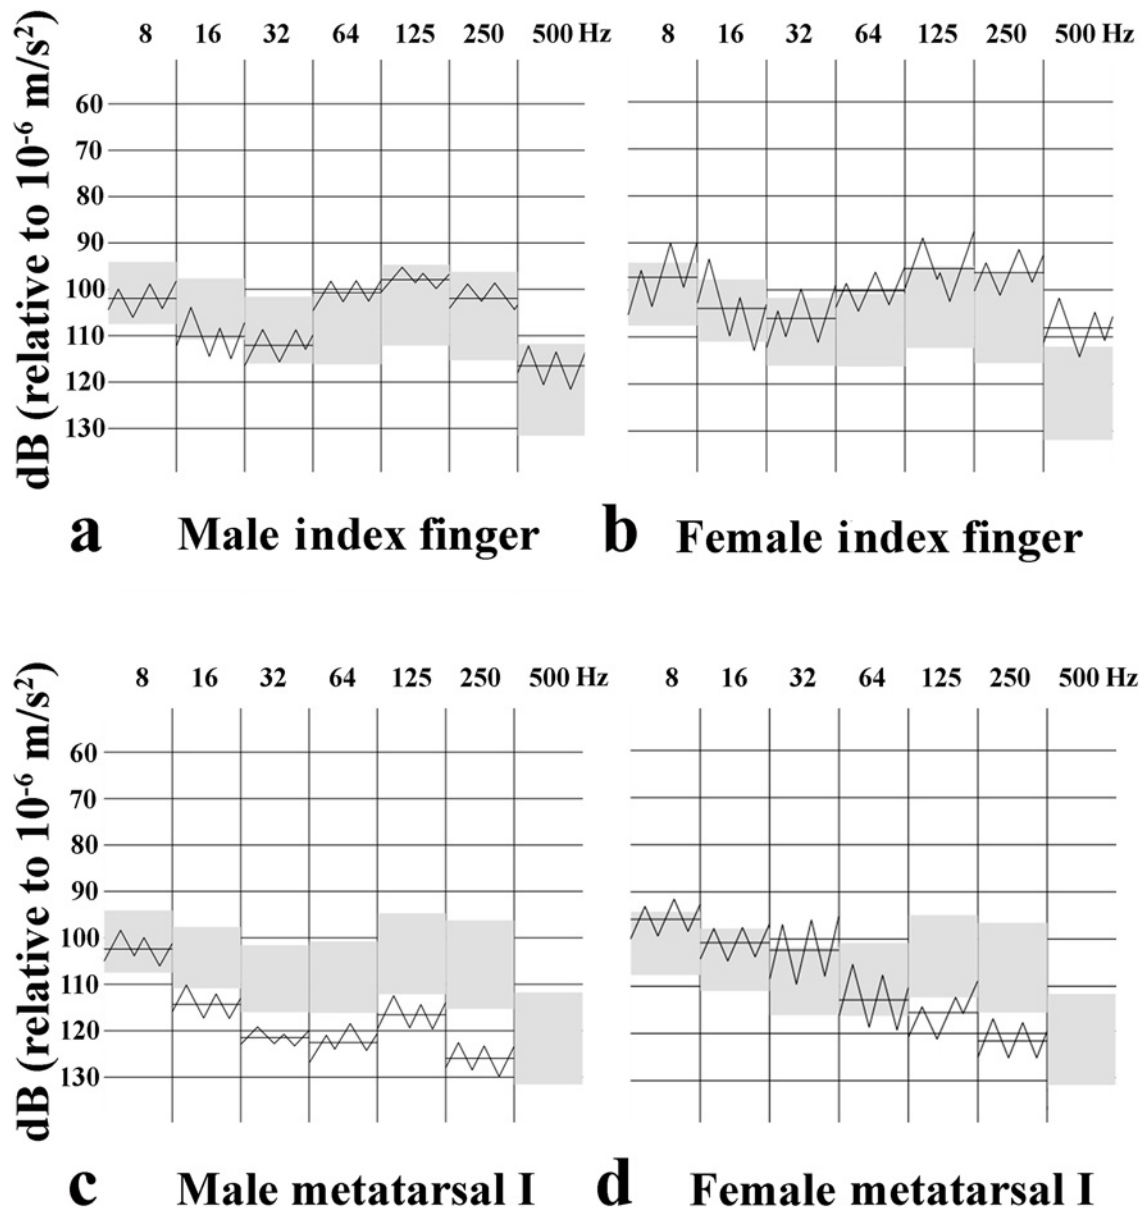 dB (relative to 10⁻⁶ m/s²)
8 16 32 64 125 250 500 Hz
60
70
80
90
100
110
120
130
a Male index finger
8 16 32 64 125 250 500 Hz
b Female index finger
dB (relative to 10⁻⁶ m/s²)
8 16 32 64 125 250 500 Hz
60
70
80
90
100
110
120
130
c Male metatarsal I
8 16 32 64 125 250 500 Hz
d Female metatarsal I